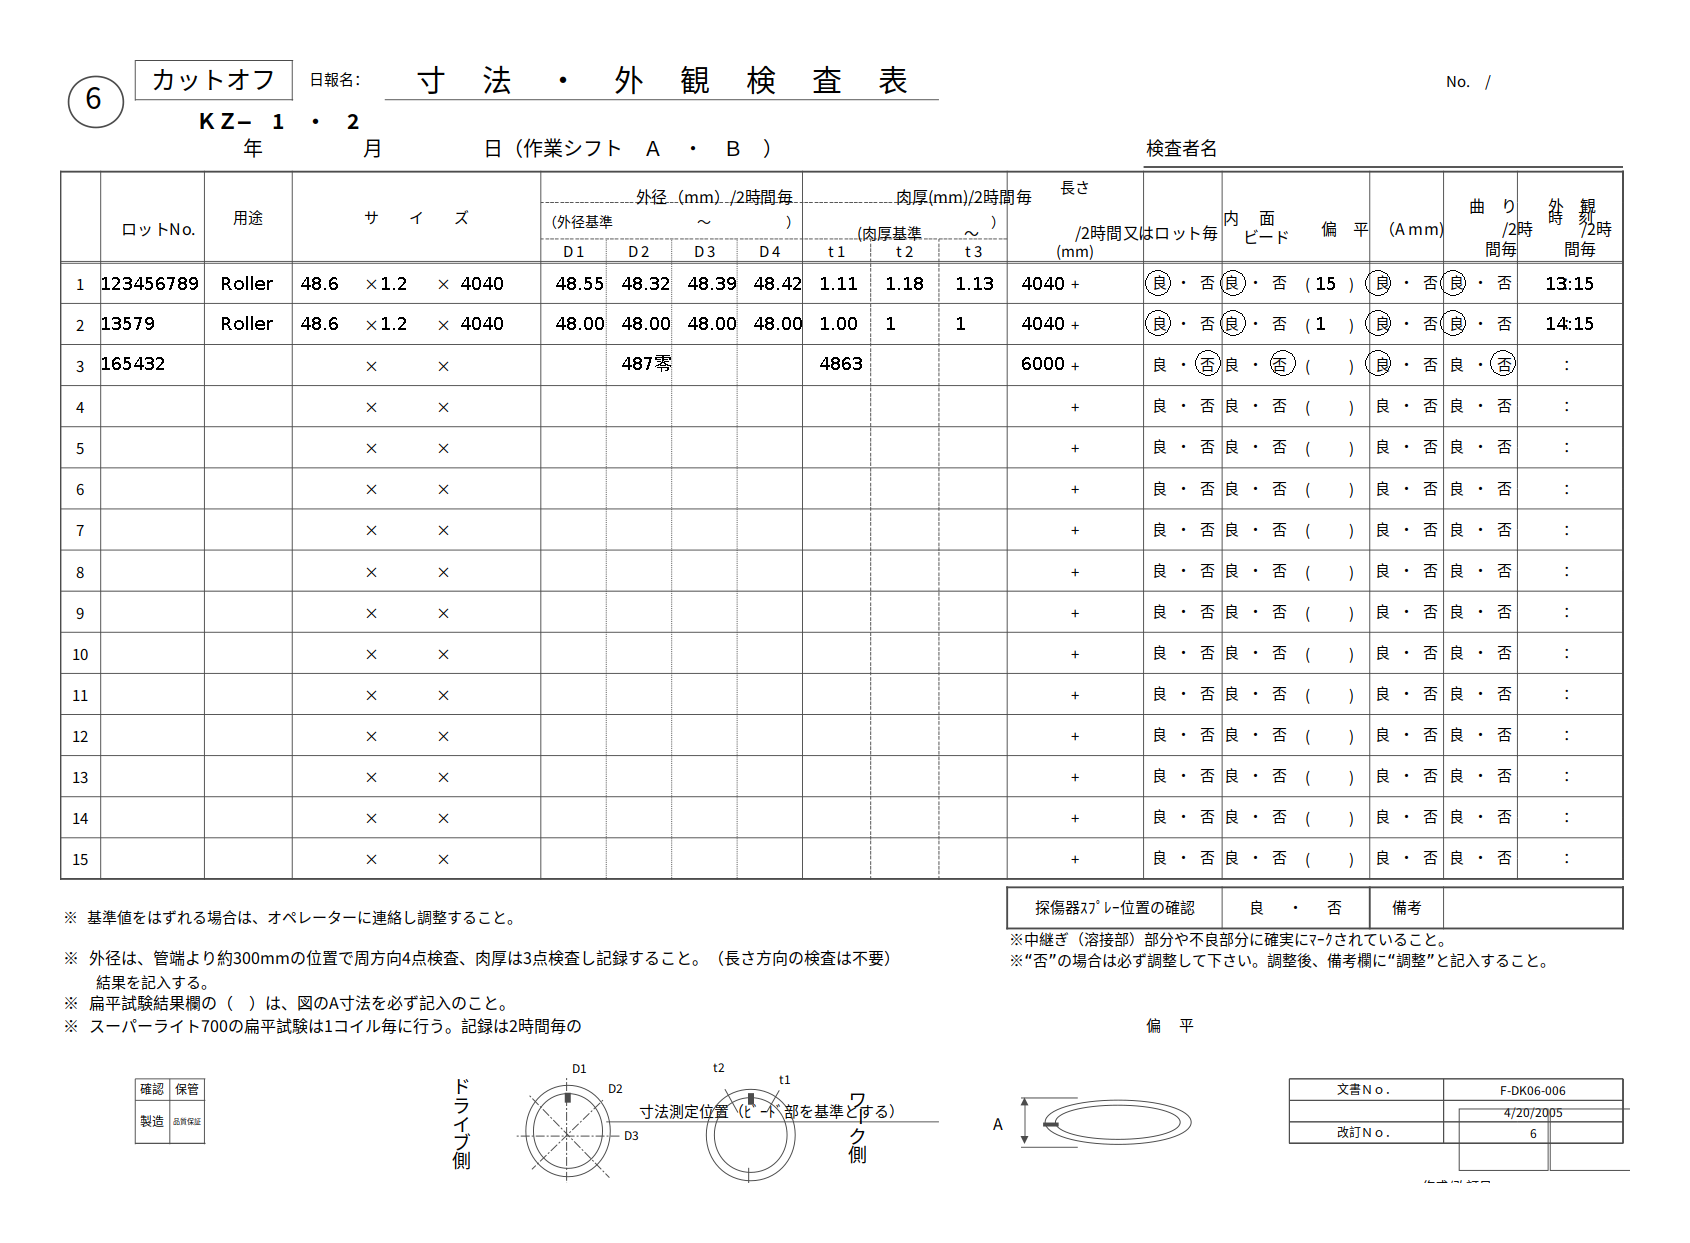 6 カットオフ 日報名: 寸 法 ・ 外 観 検 査 表 No. /
KZ− 1 ・ 2
年 月 日（作業シフト A ・ B ） 検査者名
ロットNo. 用途 サ イ ズ 外径（mm）/2時間毎 肉厚(mm)/2時間毎 長さ 内 面 ビード 偏 平 (Amm) 曲 り /2時間毎 外 観 /2時間毎 時 刻
（外径基準 ～ ） (肉厚基準 ～ ) /2時間又はロット毎
D1 D2 D3 D4 t1 t2 t3 (mm)
1 123456789 Roller 48.6 ×1.2 × 4040 48.55 48.32 48.39 48.42 1.11 1.18 1.13 4040 + 良 ・ 否 良 ・ 否 ( 15 ) 良 ・ 否 良 ・ 否 13:15
2 13579 Roller 48.6 ×1.2 × 4040 48.00 48.00 48.00 48.00 1.00 1 1 4040 + 良 ・ 否 良 ・ 否 ( 1 ) 良 ・ 否 良 ・ 否 14:15
3 165432 × × 487零 4863 6000 + 良 ・ 否 良 ・ 否 ( ) 良 ・ 否 良 ・ 否 :
4 × × + 良 ・ 否 良 ・ 否 ( ) 良 ・ 否 良 ・ 否 :
5 × × + 良 ・ 否 良 ・ 否 ( ) 良 ・ 否 良 ・ 否 :
6 × × + 良 ・ 否 良 ・ 否 ( ) 良 ・ 否 良 ・ 否 :
7 × × + 良 ・ 否 良 ・ 否 ( ) 良 ・ 否 良 ・ 否 :
8 × × + 良 ・ 否 良 ・ 否 ( ) 良 ・ 否 良 ・ 否 :
9 × × + 良 ・ 否 良 ・ 否 ( ) 良 ・ 否 良 ・ 否 :
10 × × + 良 ・ 否 良 ・ 否 ( ) 良 ・ 否 良 ・ 否 :
11 × × + 良 ・ 否 良 ・ 否 ( ) 良 ・ 否 良 ・ 否 :
12 × × + 良 ・ 否 良 ・ 否 ( ) 良 ・ 否 良 ・ 否 :
13 × × + 良 ・ 否 良 ・ 否 ( ) 良 ・ 否 良 ・ 否 :
14 × × + 良 ・ 否 良 ・ 否 ( ) 良 ・ 否 良 ・ 否 :
15 × × + 良 ・ 否 良 ・ 否 ( ) 良 ・ 否 良 ・ 否 :
探傷器ｽﾌﾟﾚｰ位置の確認 良 ・ 否 備考
※ 基準値をはずれる場合は、オペレーターに連絡し調整すること。
※中継ぎ（溶接部）部分や不良部分に確実にﾏｰｸされていること。
※“否”の場合は必ず調整して下さい。調整後、備考欄に“調整”と記入すること。
※ 外径は、管端より約300mmの位置で周方向4点検査、肉厚は3点検査し記録すること。（長さ方向の検査は不要）
結果を記入する。
※ 扁平試験結果欄の（ ）は、図のA寸法を必ず記入のこと。
※ スーパーライト700の扁平試験は1コイル毎に行う。記録は2時間毎の
偏 平
確認 保管
製造 品質保証
ドライブ側
D1
D2
D3
寸法測定位置（ﾋﾞｰﾄﾞ部を基準とする）
t2
t1
ワーク側
A
文書No. F-DK06-006
4/20/2005
改訂No. 6